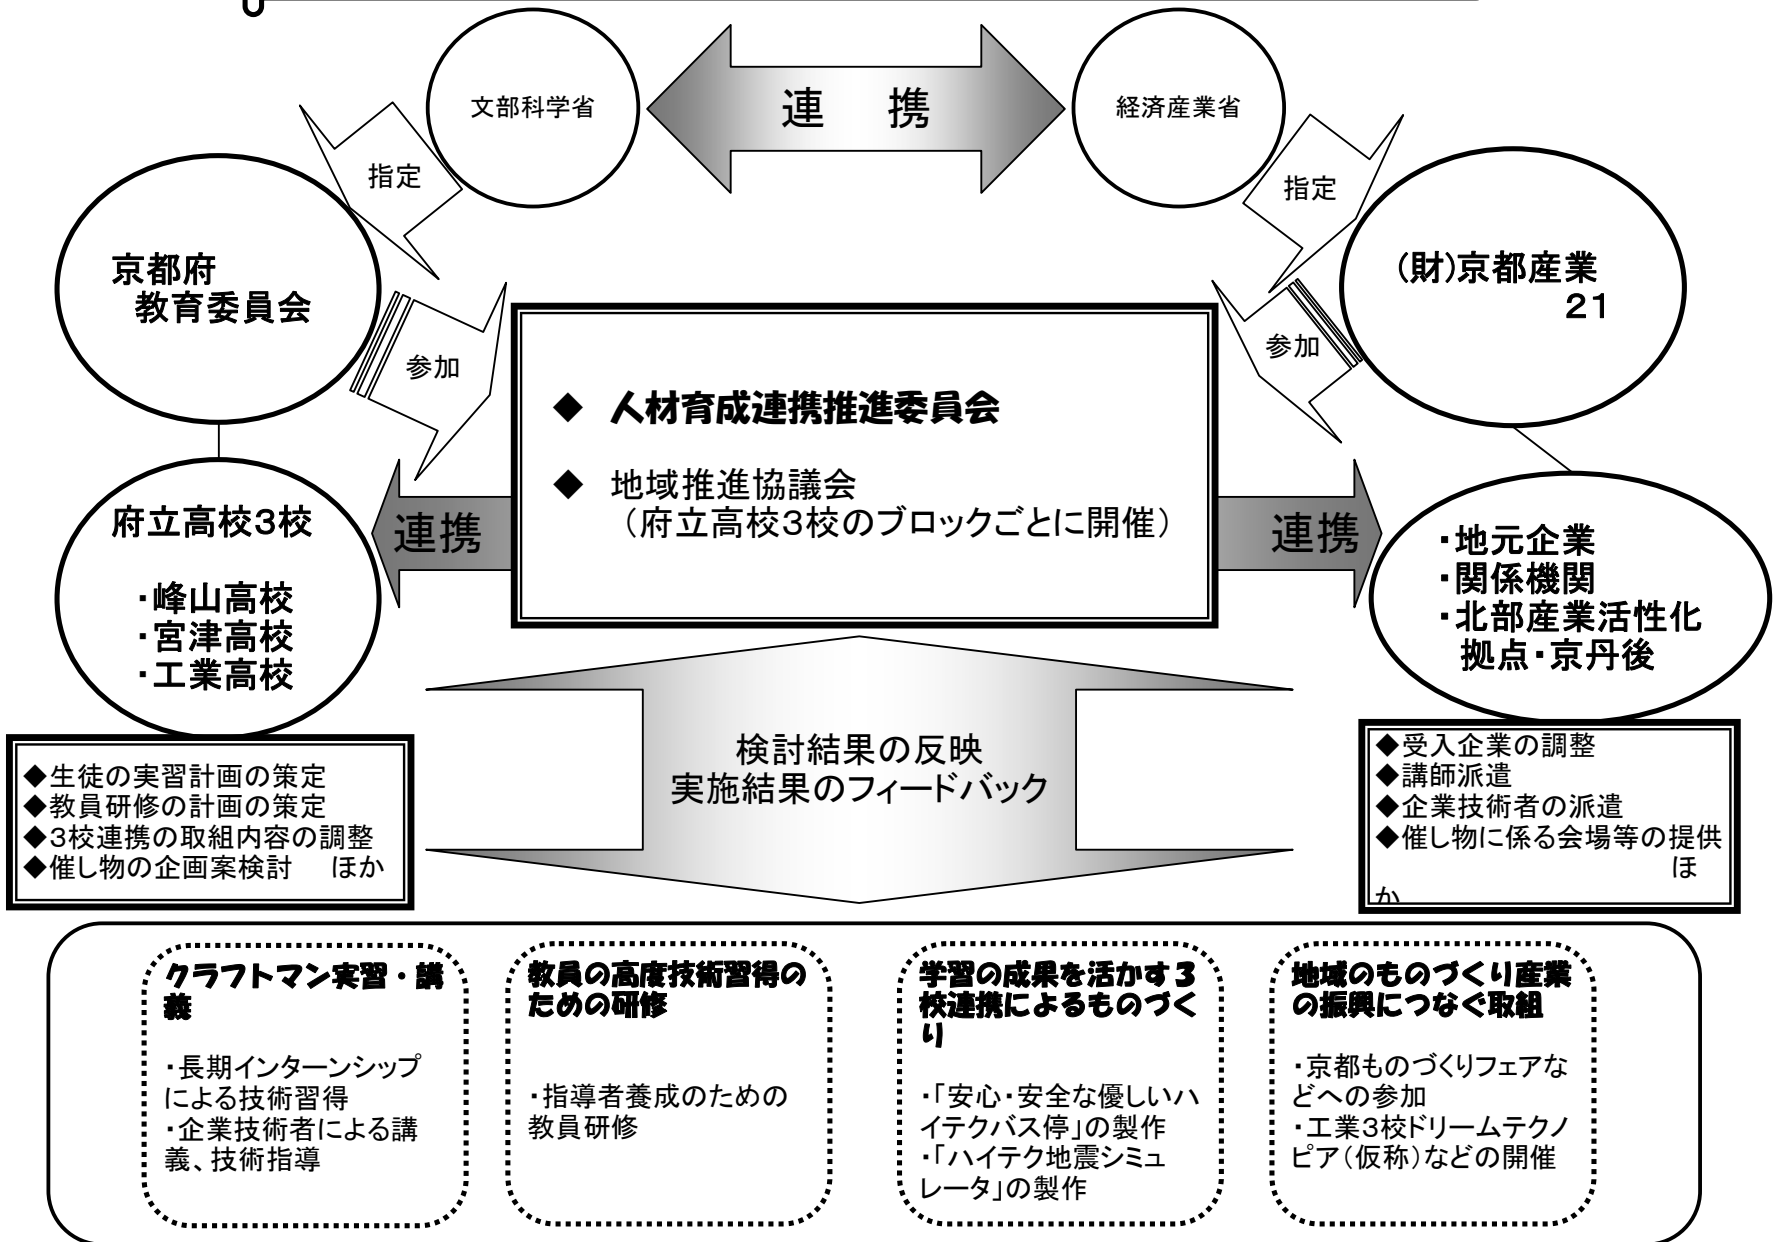 文部科学省
連　携
経済産業省
指定
指定
京都府
教育委員会
(財)京都産業
21
参加
参加
◆ 人材育成連携推進委員会
◆ 地域推進協議会
（府立高校3校のブロックごとに開催）
連携
連携
府立高校3校
・峰山高校
・宮津高校
・工業高校
・地元企業
・関係機関
・北部産業活性化
拠点・京丹後
検討結果の反映
実施結果のフィードバック
◆生徒の実習計画の策定
◆教員研修の計画の策定
◆3校連携の取組内容の調整
◆催し物の企画案検討　ほか
◆受入企業の調整
◆講師派遣
◆企業技術者の派遣
◆催し物に係る会場等の提供
ほ
か
クラフトマン実習・講
義
・長期インターンシップ
による技術習得
・企業技術者による講
義、技術指導
教員の高度技術習得の
ための研修
・指導者養成のための
教員研修
学習の成果を活かす3
校連携によるものづく
り
・「安心・安全な優しいハ
イテクバス停」の製作
・「ハイテク地震シミュ
レータ」の製作
地域のものづくり産業
の振興につなぐ取組
・京都ものづくりフェアな
どへの参加
・工業3校ドリームテクノ
ピア（仮称）などの開催